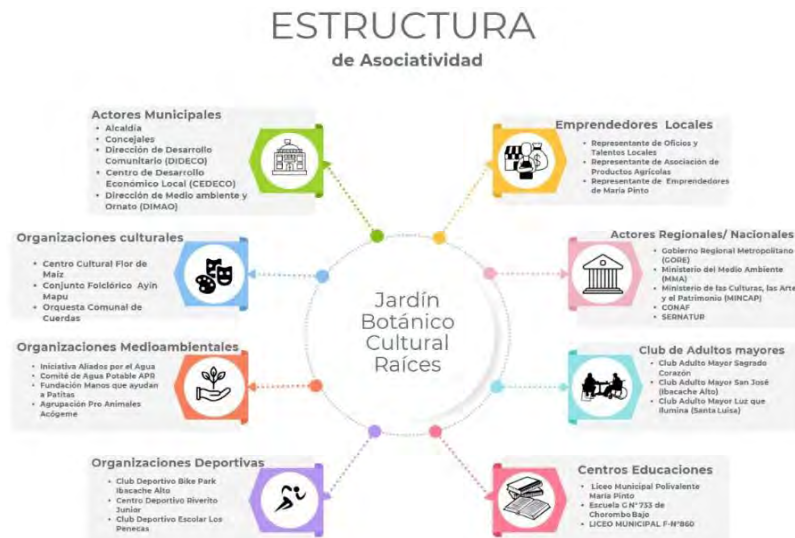 ESTRUCTURA
de Asociatividad
Actores Municipales
• Alcaldía
• Concejales
• Dirección de Desarrollo
Comunitario (DIDECO)
• Centro de Desarrollo
Económico Local (CEDECO)
• Dirección de Medio ambiente y
Ornato (DIMAO)
Organizaciones culturales
• Centro Cultural Flor de
Maíz
• Conjunto Folclórico Ayin
Mapu
• Orquesta Comunal de
Cuerdas
Organizaciones Medioambientales
• Iniciativa Aliados por el Agua
• Comité de Agua Potable APR
• Fundación Manos que ayudan
a Patitas
• Agrupación Pro Animales
Acógeme
Organizaciones Deportivas
• Club Deportivo Bike Park
Ibacache Alto
• Centro Deportivo Riverito
Junior
• Club Deportivo Escolar Los
Penecas
Jardín
Botánico
Cultural
Raíces
Emprendedores Locales
• Representante de Oficios y
Talentos Locales
• Representante de Asociación de
Productos Agrícolas
• Representante de Emprendedores
de María Pinto
Actores Regionales/ Nacionales
• Gobierno Regional Metropolitano
(GORE)
• Ministerio del Medio Ambiente
(MMA)
• Ministerio de las Culturas, las Arte
y el Patrimonio (MINCAP)
• CONAF
• SERNATUR
Club de Adultos mayores
• Club Adulto Mayor Sagrado
Corazón
• Club Adulto Mayor San José
(Ibacache Alto)
• Club Adulto Mayor Luz que
Ilumina (Santa Luisa)
Centros Educaciones
• Liceo Municipal Polivalente
María Pinto
• Escuela G N°733 de
Chorombo Bajo
• LICEO MUNICIPAL F-N°860